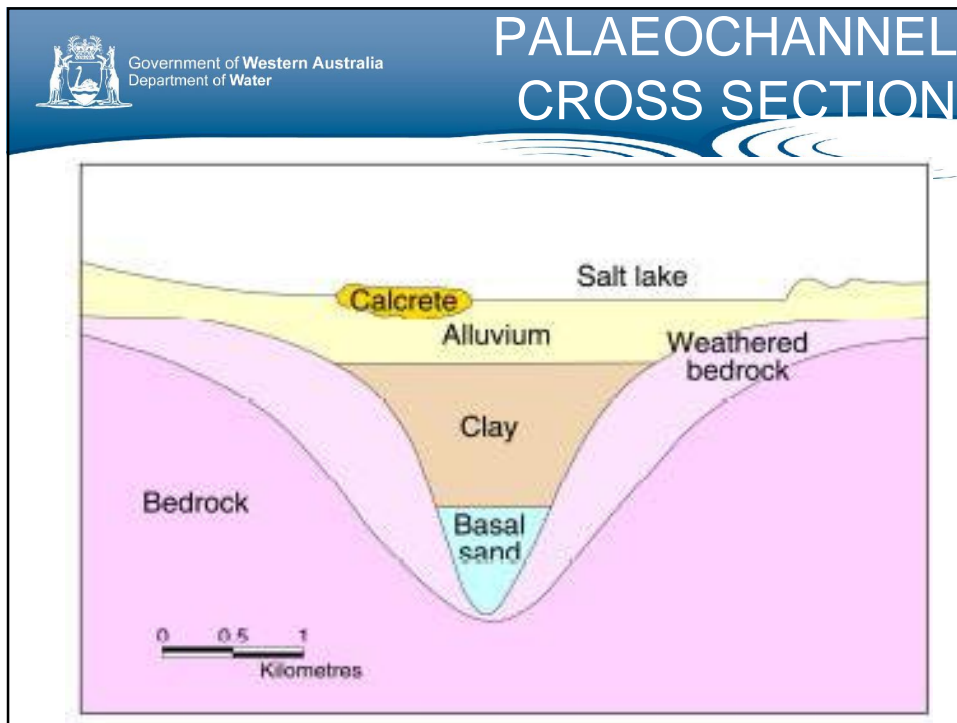 Government of Western Australia
Department of Water
PALAEOCHANNEL
CROSS SECTION
Salt lake
Calcrete
Alluvium
Weathered
bedrock
Clay
Bedrock
Basal
sand
0 0.5 1
Kilometres